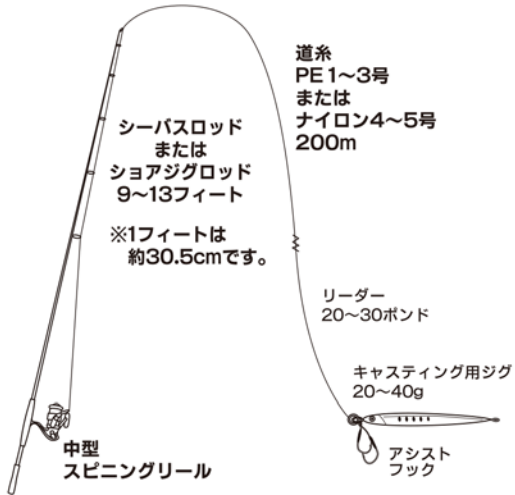 道糸
PE1〜3号
または
ナイロン4〜5号
200m
シーバスロッド
または
ショアジグロッド
9〜13フィート
※1フィートは
約30.5cmです。
リーダー
20〜30ポンド
キャスティング用ジグ
20〜40g
アシスト
フック
中型
スピニングリール